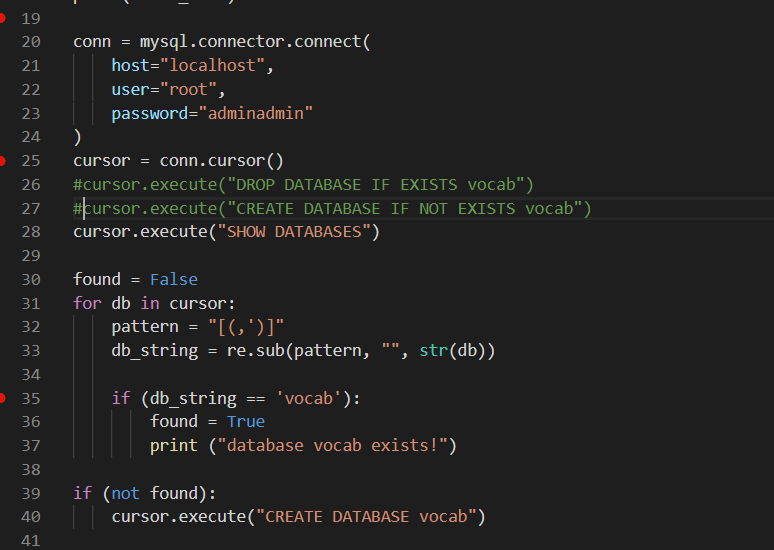 19
20 conn = mysql.connector.connect(
21     host="localhost",
22     user="root",
23     password="adminadmin"
24 )
25 cursor = conn.cursor()
26 #cursor.execute("DROP DATABASE IF EXISTS vocab")
27 #cursor.execute("CREATE DATABASE IF NOT EXISTS vocab")
28 cursor.execute("SHOW DATABASES")
29
30 found = False
31 for db in cursor:
32     pattern = "[(,')]"
33     db_string = re.sub(pattern, "", str(db))
34
35     if (db_string == 'vocab'):
36         found = True
37         print ("database vocab exists!")
38
39 if (not found):
40     cursor.execute("CREATE DATABASE vocab")
41